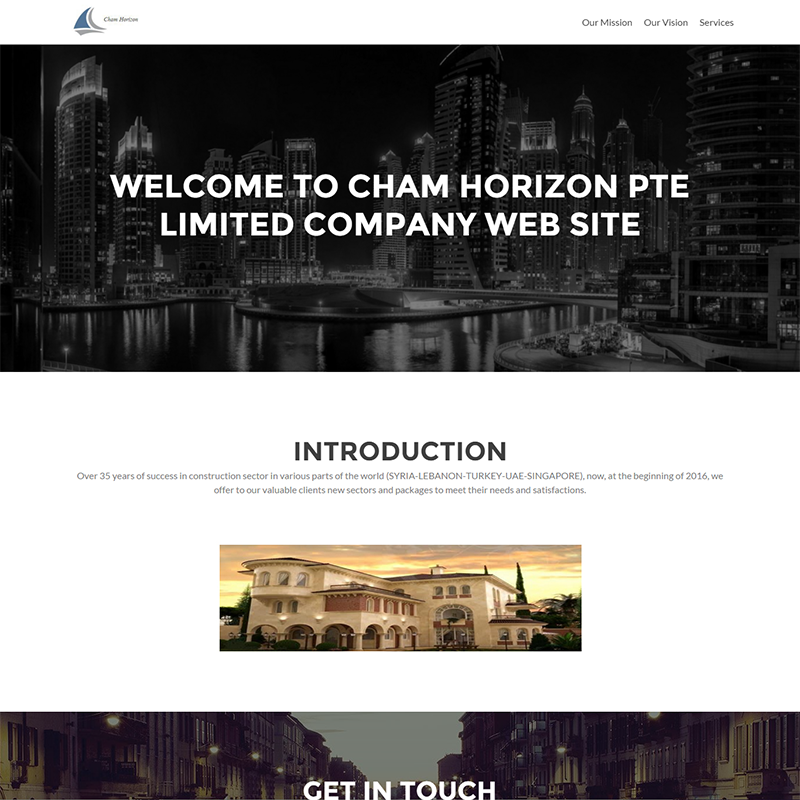 Cham Horizon
Our Mission Our Vision Services
WELCOME TO CHAM HORIZON PTE
LIMITED COMPANY WEB SITE
INTRODUCTION
Over 35 years of success in construction sector in various parts of the world (SYRIA-LEBANON-TURKEY-UAE-SINGAPORE), now, at the beginning of 2016, we
offer to our valuable clients new sectors and packages to meet their needs and satisfactions.
GET IN TOUCH